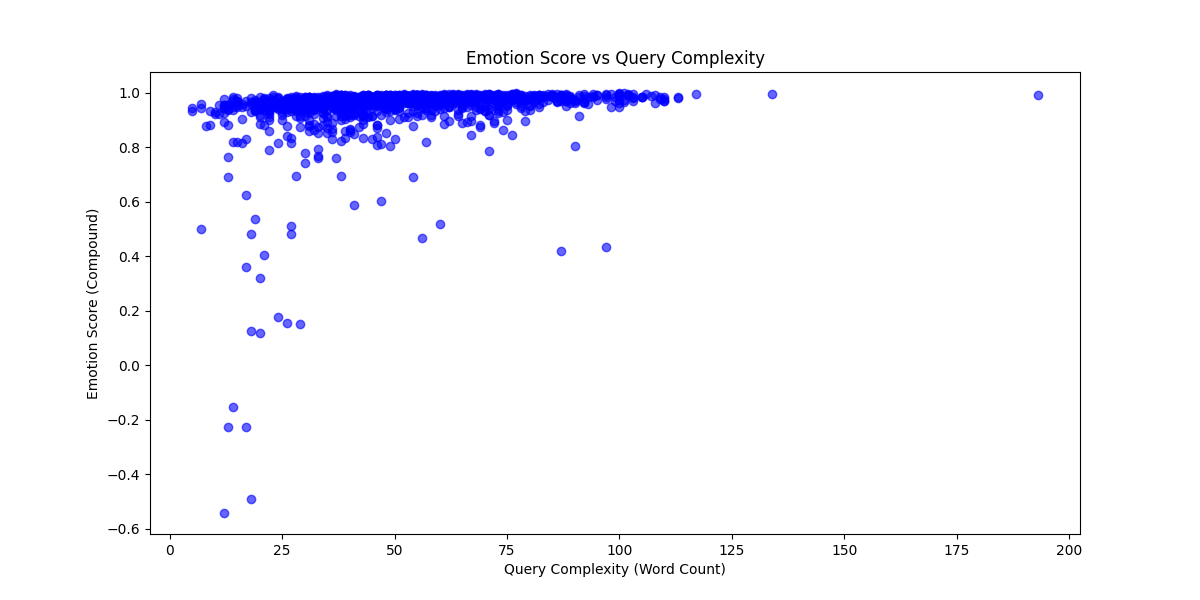 Emotion Score vs Query Complexity
1.0
0.8
0.6
0.4
0.2
0.0
−0.2
−0.4
−0.6
Emotion Score (Compound)
0 25 50 75 100 125 150 175 200
Query Complexity (Word Count)